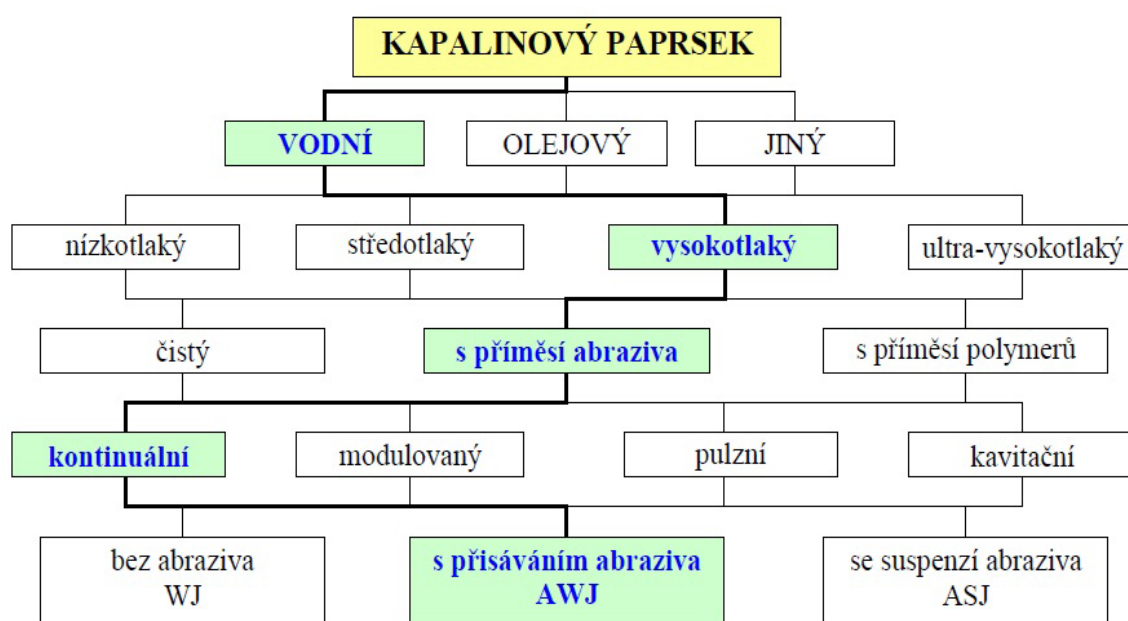 KAPALINOVÝ PAPRSEK
VODNÍ
OLEJOVÝ
JINÝ
nízkotlaký
středotlaký
vysokotlaký
ultra-vysokotlaký
čistý
s příměsí abraziva
s příměsí polymerů
kontinuální
modulovaný
pulzní
kavitační
bez abraziva
WJ
s přisáváním abraziva
AWJ
se suspenzí abraziva
ASJ